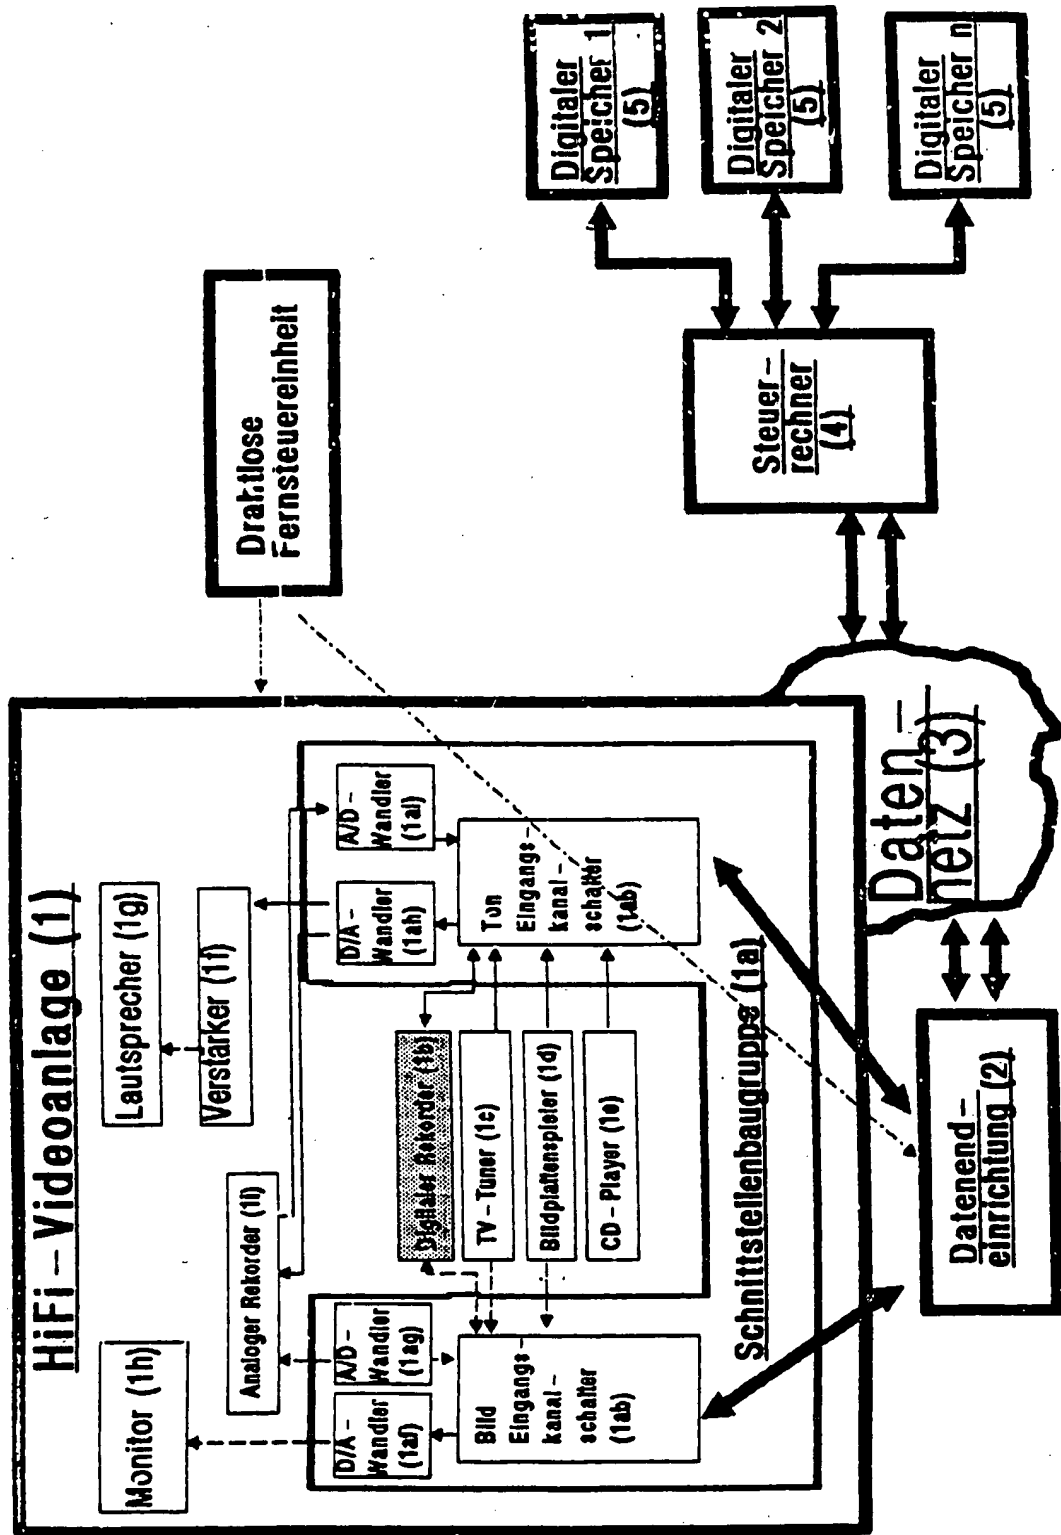 HiFi–Videoanlage (1)
Monitor (1h)
Lautsprecher (1g)
Verstärker (1f)
Analoger Rekorder (1i)
D/A–
Wandler
(1af)
A/D–
Wandler
(1ag)
D/A–
Wandler
(1ah)
A/D–
Wandler
(1ai)
Digitaler Rekorder (1b)
TV–Tuner (1c)
Bildplattenspieler (1d)
CD–Player (1e)
Bild
Eingangs–
kanal–
schalter
(1ab)
Ton
Eingangs–
kanal–
schalter
(1ab)
Schnittstellenbaugruppe (1a)
Drahtlose
Fernsteuereinheit
Datenend–
einrichtung (2)
Daten–
netz (3)
Steuer–
rechner
(4)
Digitaler
Speicher 1
(5)
Digitaler
Speicher 2
(5)
Digitaler
Speicher n
(5)